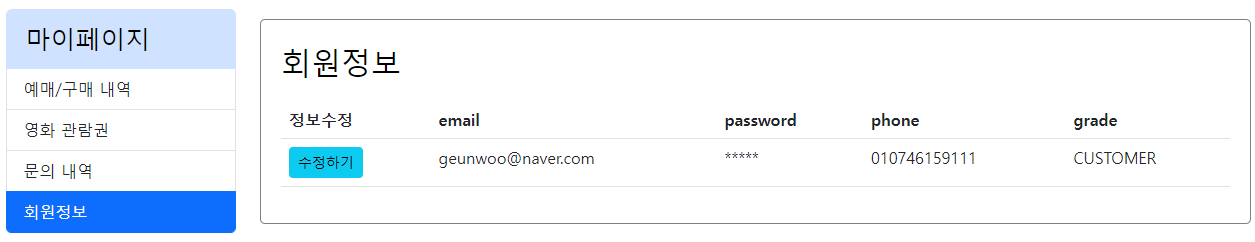 마이페이지
예매/구매 내역
영화 관람권
문의 내역
회원정보
회원정보
정보수정 email password phone grade
수정하기 geunwoo@naver.com ***** 010746159111 CUSTOMER